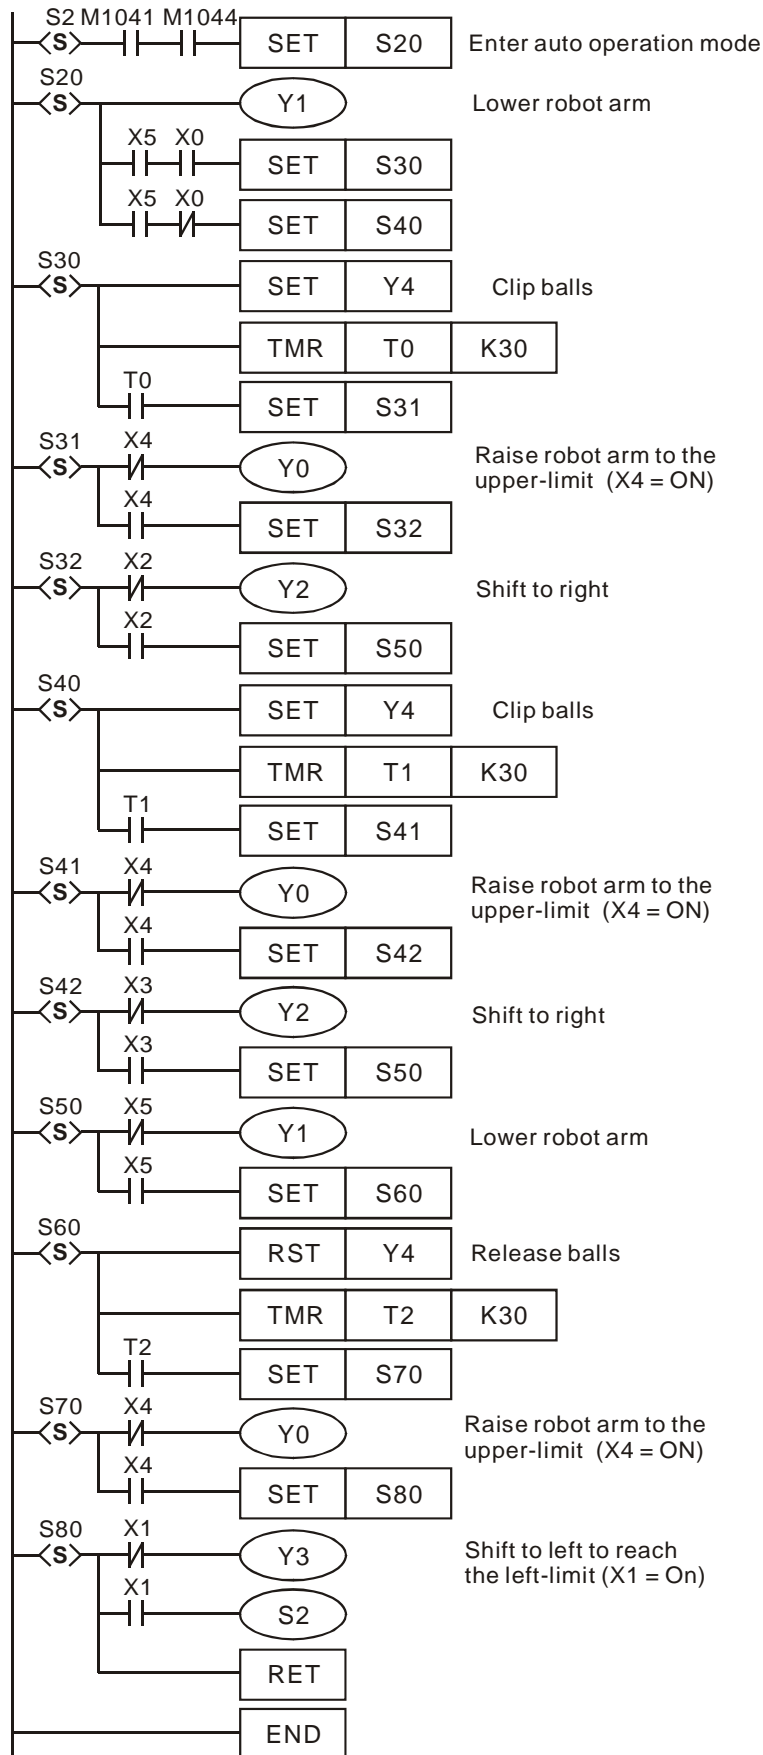 S2 M1041 M1044
S SET S20 Enter auto operation mode
S20
S Y1 Lower robot arm
X5 X0
SET S30
X5 X0
SET S40
S30
S SET Y4 Clip balls
TMR T0 K30
T0
SET S31
S31 X4
S Y0 Raise robot arm to the
upper-limit (X4 = ON)
X4
SET S32
S32 X2
S Y2 Shift to right
X2
SET S50
S40
S SET Y4 Clip balls
TMR T1 K30
T1
SET S41
S41 X4
S Y0 Raise robot arm to the
upper-limit (X4 = ON)
X4
SET S42
S42 X3
S Y2 Shift to right
X3
SET S50
S50 X5
S Y1 Lower robot arm
X5
SET S60
S60
S RST Y4 Release balls
TMR T2 K30
T2
SET S70
S70 X4
S Y0 Raise robot arm to the
upper-limit (X4 = ON)
X4
SET S80
S80 X1
S Y3 Shift to left to reach
the left-limit (X1 = On)
X1
S2
RET
END